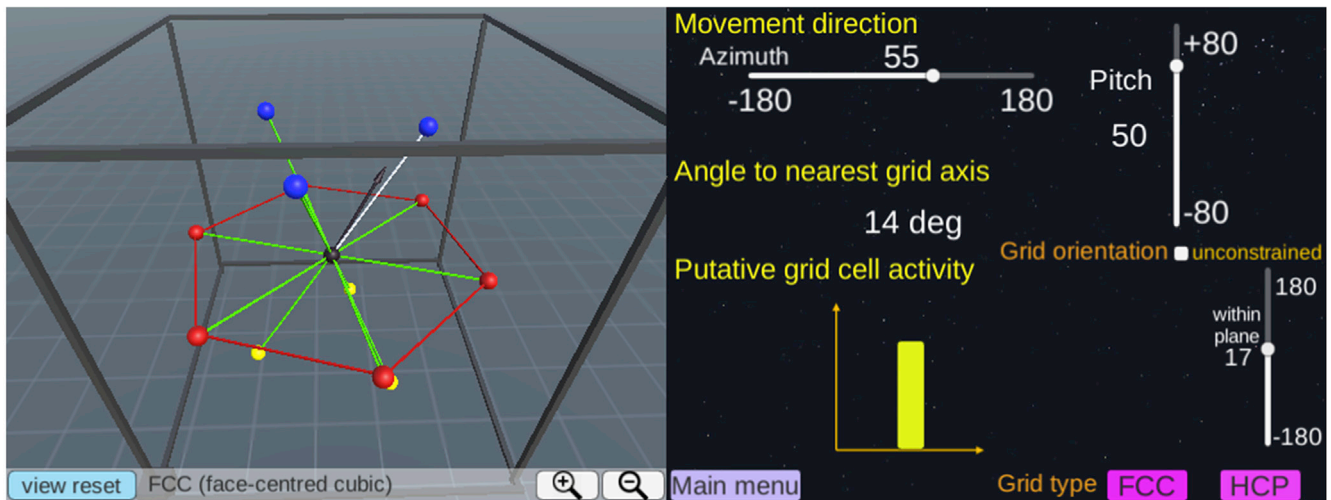 Movement direction
Azimuth 55
-180 180
Pitch
+80
50
-80
Angle to nearest grid axis
14 deg
Grid orientation unconstrained
Putative grid cell activity
180
within
plane
17
-180
view reset FCC (face-centred cubic)
Main menu
Grid type FCC HCP